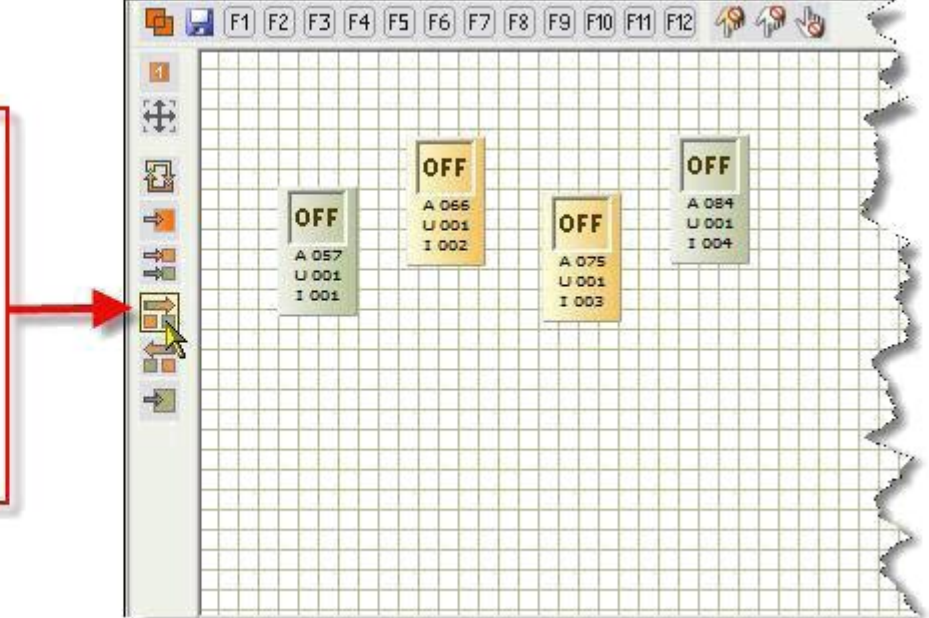 F1 F2 F3 F4 F5 F6 F7 F8 F9 F10 F11 F12
1
OFF
A 057
U 001
I 001
OFF
A 066
U 001
I 002
OFF
A 075
U 001
I 003
OFF
A 084
U 001
I 004